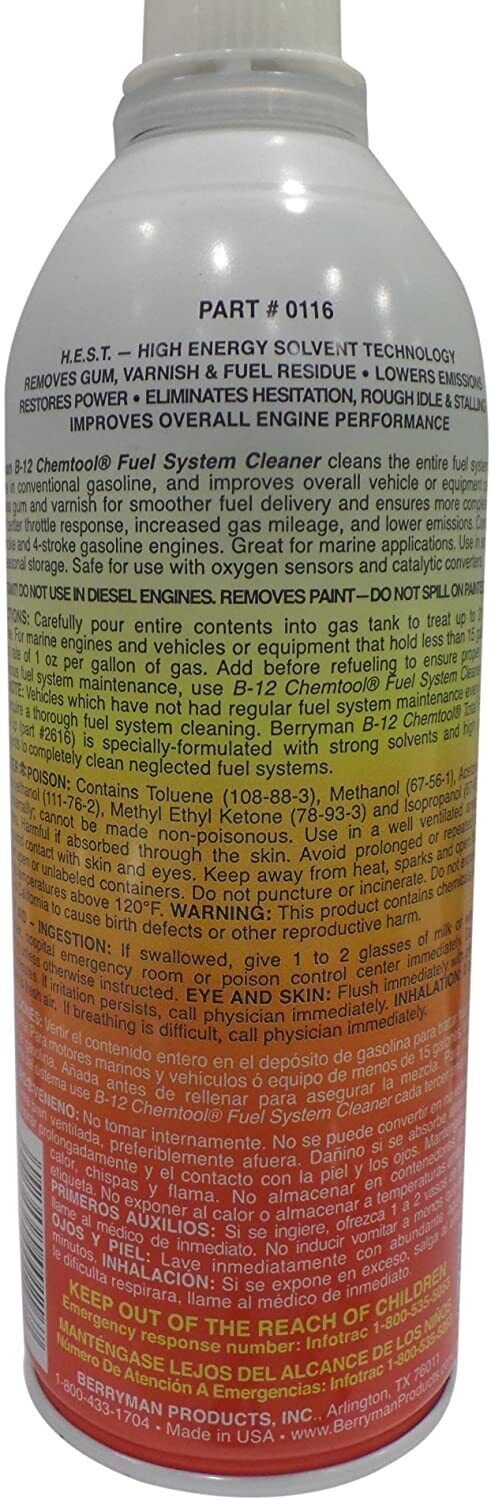 PART # 0116
H.E.S.T. – HIGH ENERGY SOLVENT TECHNOLOGY
REMOVES GUM, VARNISH & FUEL RESIDUE • LOWERS EMISSIONS
RESTORES POWER • ELIMINATES HESITATION, ROUGH IDLE & STALLING
IMPROVES OVERALL ENGINE PERFORMANCE
B-12 Chemtool® Fuel System Cleaner cleans the entire fuel system
in conventional gasoline, and improves overall vehicle or equipment
gum and varnish for smoother fuel delivery and ensures more
throttle response, increased gas mileage, and lower emissions.
and 4-stroke gasoline engines. Great for marine applications. Use in
storage. Safe for use with oxygen sensors and catalytic
DO NOT USE IN DIESEL ENGINES. REMOVES PAINT—DO NOT SPILL ON
Carefully pour entire contents into gas tank to treat up to
For marine engines and vehicles or equipment that hold less than 15
of 1 oz per gallon of gas. Add before refueling to ensure
fuel system maintenance, use B-12 Chemtool® Fuel System
Vehicles which have not had regular fuel system maintenance
a thorough fuel system cleaning. Berryman B-12 Chemtool®
(part #2616) is specially-formulated with strong solvents and high
to completely clean neglected fuel systems.
POISON: Contains Toluene (108-88-3), Methanol (67-56-1),
(111-76-2), Methyl Ethyl Ketone (78-93-3) and Isopropanol
cannot be made non-poisonous. Use in a well ventilated
Harmful if absorbed through the skin. Avoid prolonged or
contact with skin and eyes. Keep away from heat, sparks and
or unlabeled containers. Do not puncture or incinerate. Do not
above 120°F. WARNING: This product contains
California to cause birth defects or other reproductive harm.
AID - INGESTION: If swallowed, give 1 to 2 glasses of milk or
hospital emergency room or poison control center immediately.
otherwise instructed. EYE AND SKIN: Flush immediately
If irritation persists, call physician immediately.
fresh air. If breathing is difficult, call physician immediately.
Vertir el contenido entero en el depósito de gasolina para
Para motores marinos y vehículos ó equipo de menos de 15
Añada antes de rellenar para asegurar la mezcla.
use B-12 Chemtool® Fuel System Cleaner cada
VENENO: No tomar internamente. No se puede convertir en
bien ventilada, preferiblemente afuera. Dañino si se absorbe
prolongadamente y el contacto con la piel y los ojos.
calor, chispas y flama. No almacenar en contenedores
etiqueta. No exponer al calor o almacenar a temperaturas
PRIMEROS AUXILIOS: Si se ingiere, ofrezca 1 a 2 vasos
llame al médico de inmediato. No inducir vomitar a menos
OJOS Y PIEL: Lave inmediatamente con abundante
minutos. INHALACIÓN: Si se expone en exceso, salga
le dificulta respirara, llame al médico de inmediato.
KEEP OUT OF THE REACH OF CHILDREN
Emergency response number: Infotrac 1-800-535-5053
MANTÉNGASE LEJOS DEL ALCANCE DE LOS NIÑOS
Número De Atención A Emergencias: Infotrac 1-800-535-
BERRYMAN PRODUCTS, INC., Arlington, TX 76011
1-800-433-1704 • Made in USA • www.BerrymanProducts.